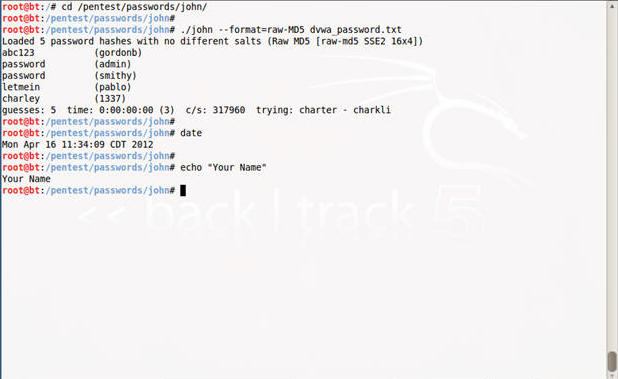 root@bt:/# cd /pentest/passwords/john/
root@bt:/pentest/passwords/john#
root@bt:/pentest/passwords/john# ./john --format=raw-MD5 dvwa_password.txt
Loaded 5 password hashes with no different salts (Raw MD5 [raw-md5 SSE2 16x4])
abc123           (gordonb)
password         (admin)
password         (smithy)
letmein          (pablo)
charley          (1337)
guesses: 5  time: 0:00:00:00 (3)  c/s: 317960  trying: charter - charkli
root@bt:/pentest/passwords/john#
root@bt:/pentest/passwords/john# date
Mon Apr 16 11:34:09 CDT 2012
root@bt:/pentest/passwords/john#
root@bt:/pentest/passwords/john# echo "Your Name"
Your Name
root@bt:/pentest/passwords/john#
<< back | track 5